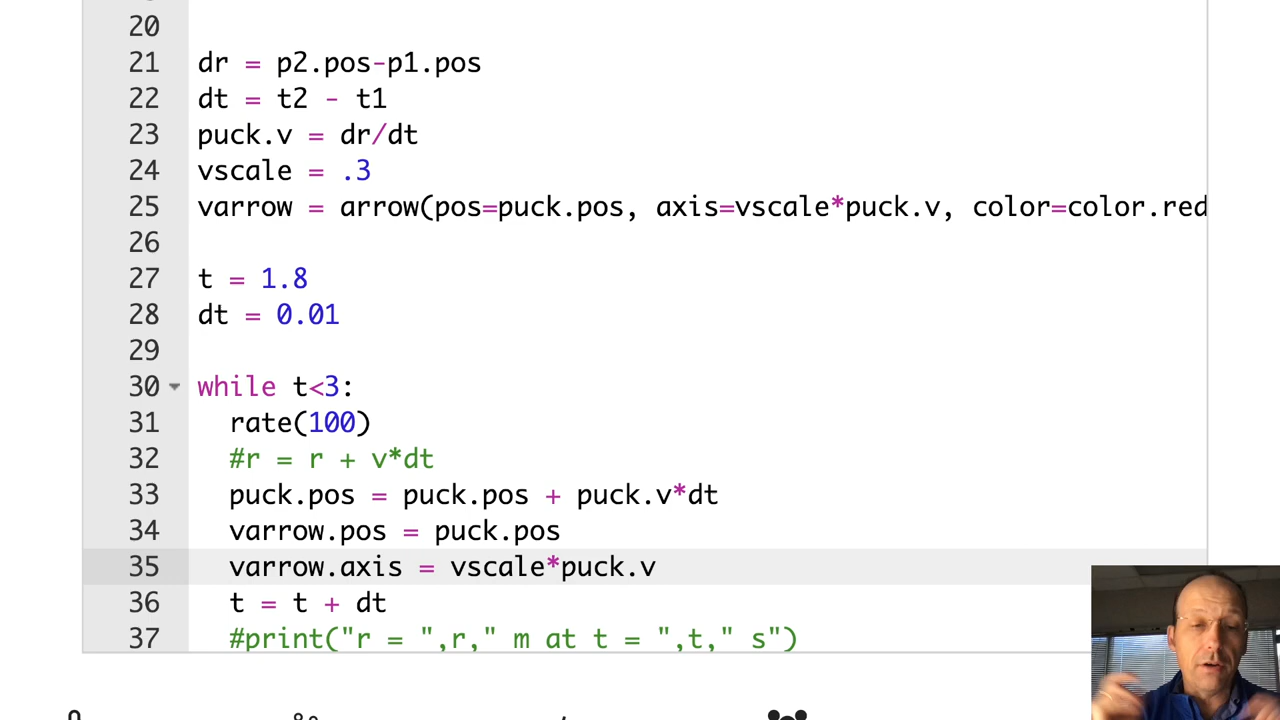 20
21 dr = p2.pos-p1.pos
22 dt = t2 - t1
23 puck.v = dr/dt
24 vscale = .3
25 varrow = arrow(pos=puck.pos, axis=vscale*puck.v, color=color.red
26
27 t = 1.8
28 dt = 0.01
29
30 while t<3:
31 rate(100)
32 #r = r + v*dt
33 puck.pos = puck.pos + puck.v*dt
34 varrow.pos = puck.pos
35 varrow.axis = vscale*puck.v
36 t = t + dt
37 #print("r = ",r," m at t = ",t," s")